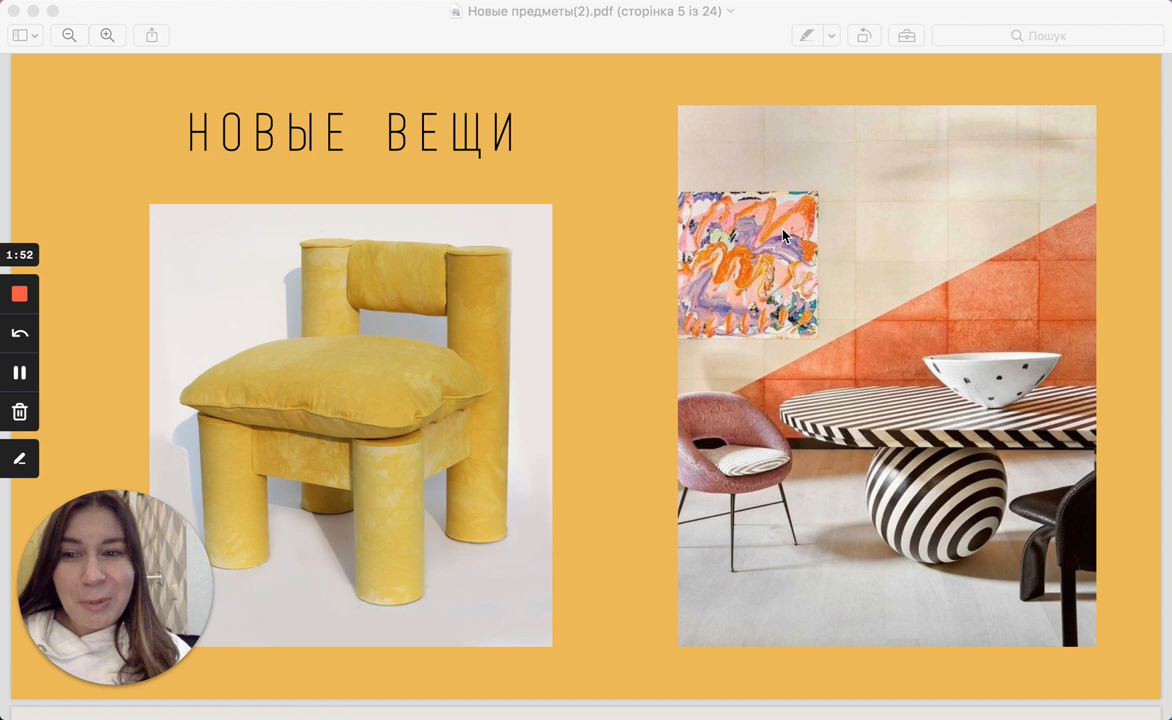 Новые предметы(2).pdf (сторінка 5 із 24)
Пошук
НОВЫЕ ВЕЩИ
1:52